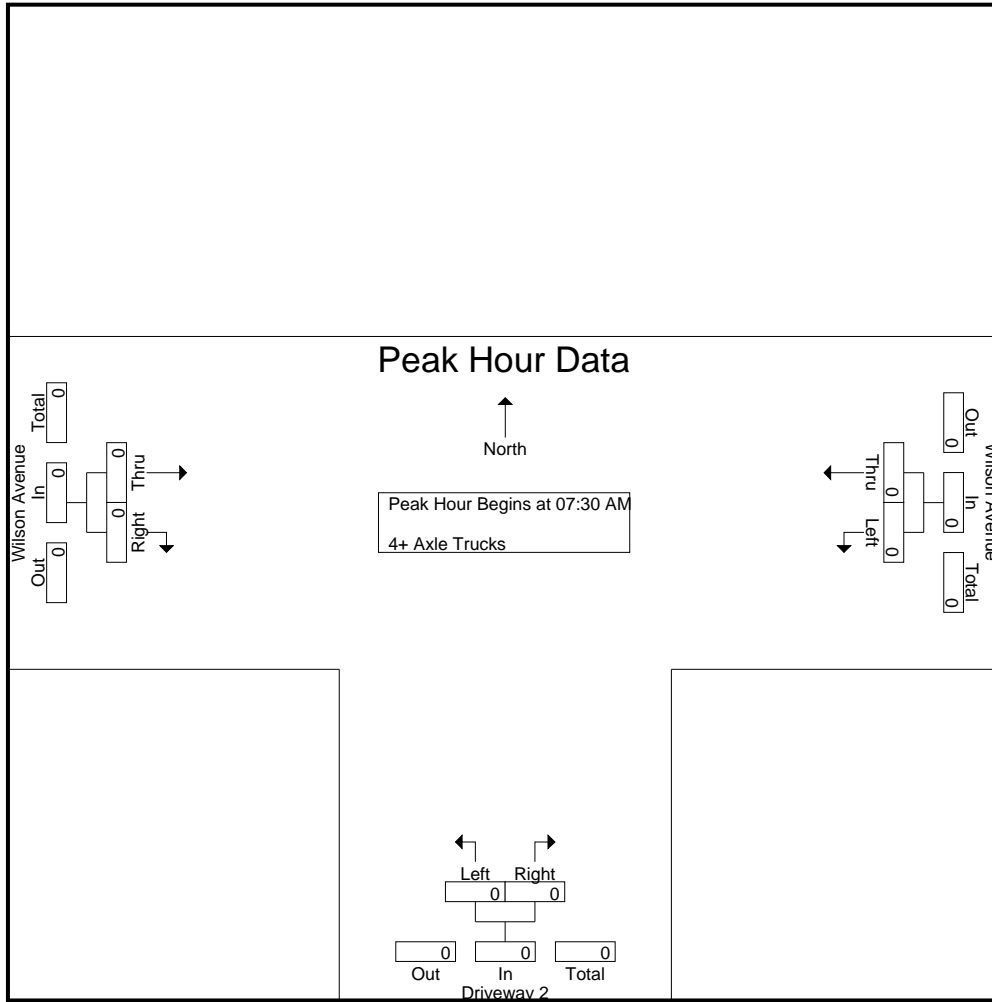 Peak Hour Data
North
Peak Hour Begins at 07:30 AM
4+ Axle Trucks
Wilson Avenue
Total
0
In
0
Out
0
Thru
0
Right
0
Wilson Avenue
Out
0
In
0
Total
0
Thru
0
Left
0
Left Right
0 0
0 0 0
Out In Total
Driveway 2